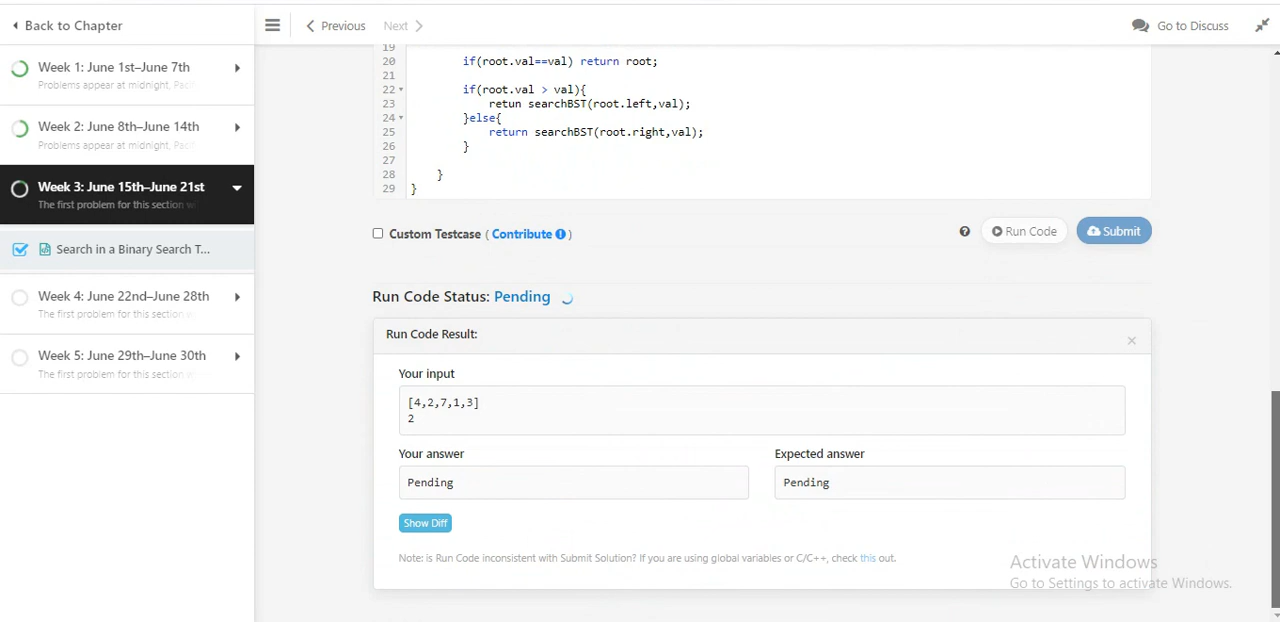 Back to Chapter
Previous Next
Go to Discuss
Week 1: June 1st–June 7th
Problems appear at midnight, Paci
Week 2: June 8th–June 14th
Problems appear at midnight, Paci
Week 3: June 15th–June 21st
The first problem for this section w
Search in a Binary Search T...
Week 4: June 22nd–June 28th
The first problem for this section w
Week 5: June 29th–June 30th
The first problem for this section w
19
20 if(root.val==val) return root;
21
22 if(root.val > val){
23 retun searchBST(root.left,val);
24 }else{
25 return searchBST(root.right,val);
26 }
27
28 }
29 }
Custom Testcase ( Contribute )
Run Code Submit
Run Code Status: Pending
Run Code Result:
Your input
[4,2,7,1,3]
2
Your answer Expected answer
Pending Pending
Show Diff
Note: is Run Code inconsistent with Submit Solution? If you are using global variables or C/C++, check this out.
Activate Windows
Go to Settings to activate Windows.